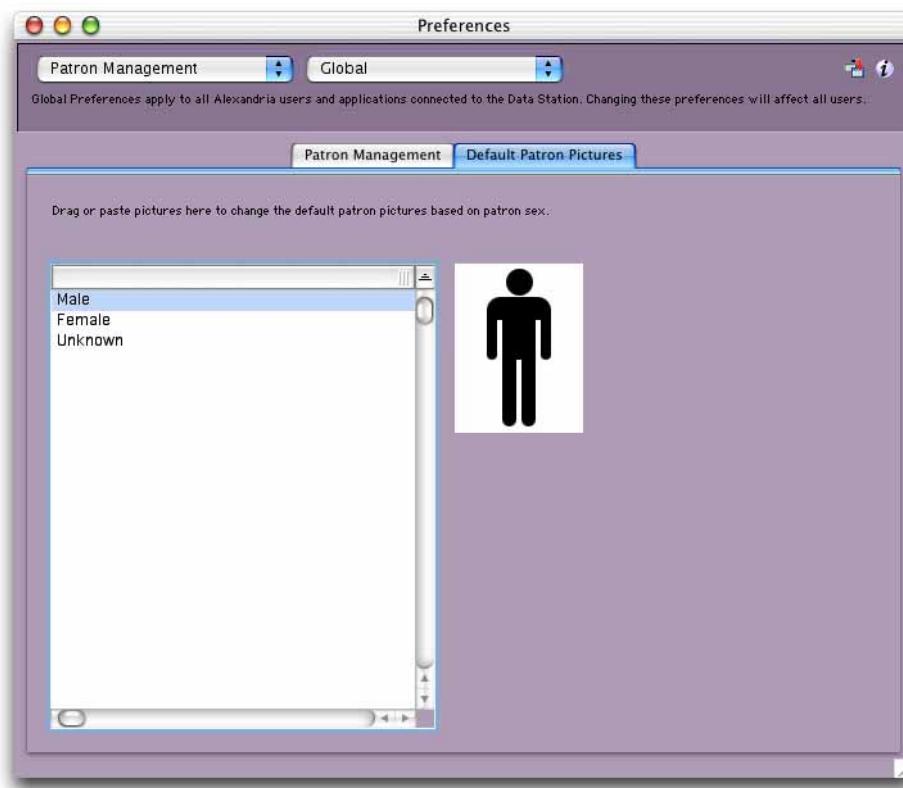 Preferences
Patron Management
Global
Global Preferences apply to all Alexandria users and applications connected to the Data Station. Changing these preferences will affect all users.
Patron Management
Default Patron Pictures
Drag or paste pictures here to change the default patron pictures based on patron sex.
Male
Female
Unknown